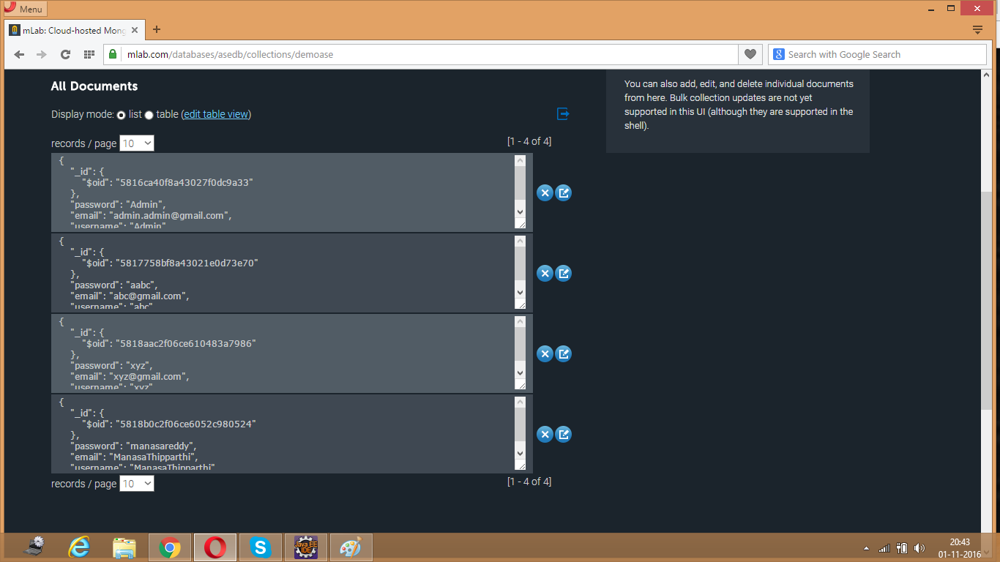 Menu
mLab: Cloud-hosted Mong
mlab.com/databases/asedb/collections/demoase
Search with Google Search
All Documents
Display mode: list table (edit table view)
records / page 10
[1 - 4 of 4]
{
"_id": {
"$oid": "5816ca40f8a43027f0dc9a33"
},
"password": "Admin",
"email": "admin.admin@gmail.com",
"username": "Admin"
{
"_id": {
"$oid": "5817758bf8a43021e0d73e70"
},
"password": "aabc",
"email": "abc@gmail.com",
"username": "abc"
{
"_id": {
"$oid": "5818aac2f06ce610483a7986"
},
"password": "xyz",
"email": "xyz@gmail.com",
"username": "xyz"
{
"_id": {
"$oid": "5818b0c2f06ce6052c980524"
},
"password": "manasareddy",
"email": "ManasaThipparthi",
"username": "ManasaThipparthi"
records / page 10
[1 - 4 of 4]
You can also add, edit, and delete individual documents
from here. Bulk collection updates are not yet
supported in this UI (although they are supported in the
shell).
Java EE
IDE
20:43
01-11-2016